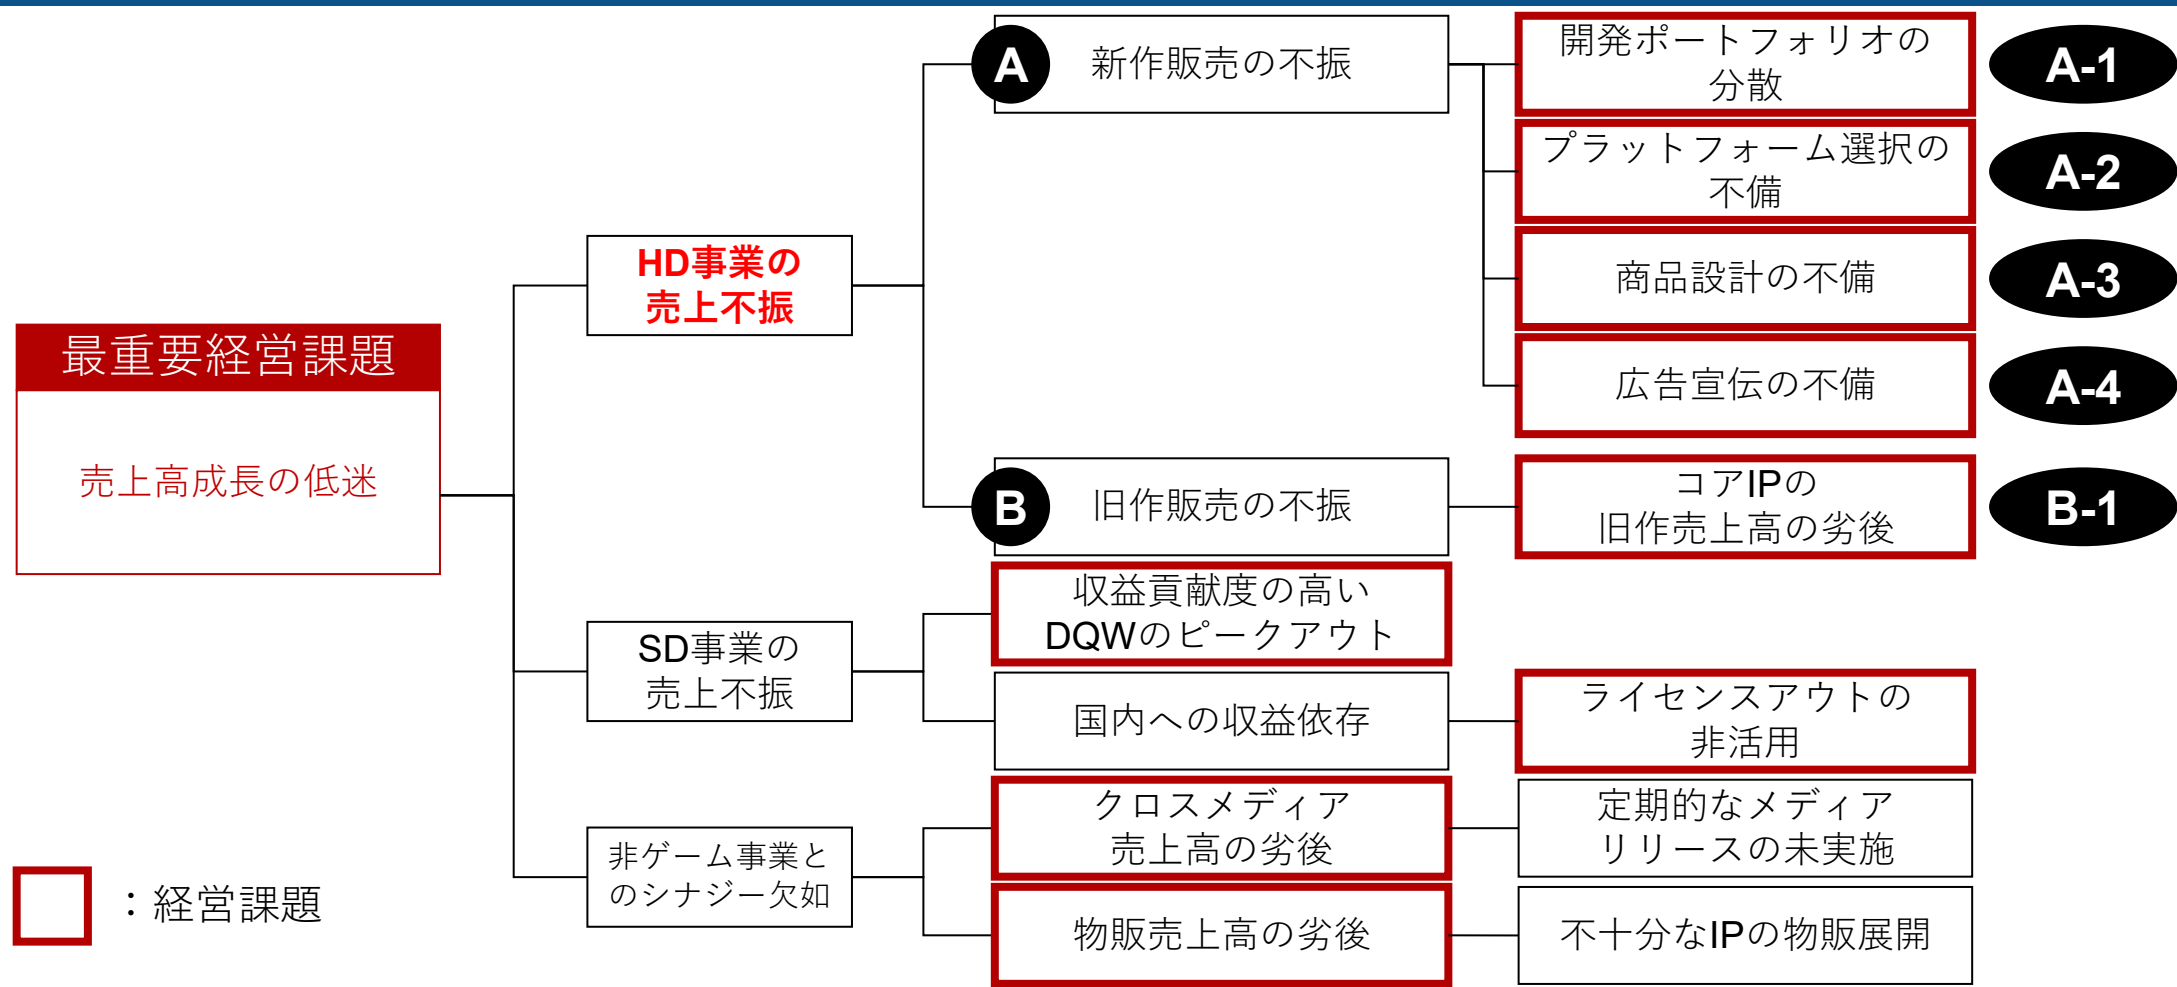 最重要経営課題
売上高成長の低迷
HD事業の
売上不振
A
新作販売の不振
開発ポートフォリオの
分散
A-1
プラットフォーム選択の
不備
A-2
商品設計の不備
A-3
広告宣伝の不備
A-4
B
旧作販売の不振
コアIPの
旧作売上高の劣後
B-1
SD事業の
売上不振
収益貢献度の高い
DQWのピークアウト
国内への収益依存
ライセンスアウトの
非活用
非ゲーム事業と
のシナジー欠如
クロスメディア
売上高の劣後
定期的なメディア
リリースの未実施
物販売上高の劣後
不十分なIPの物販展開
：経営課題